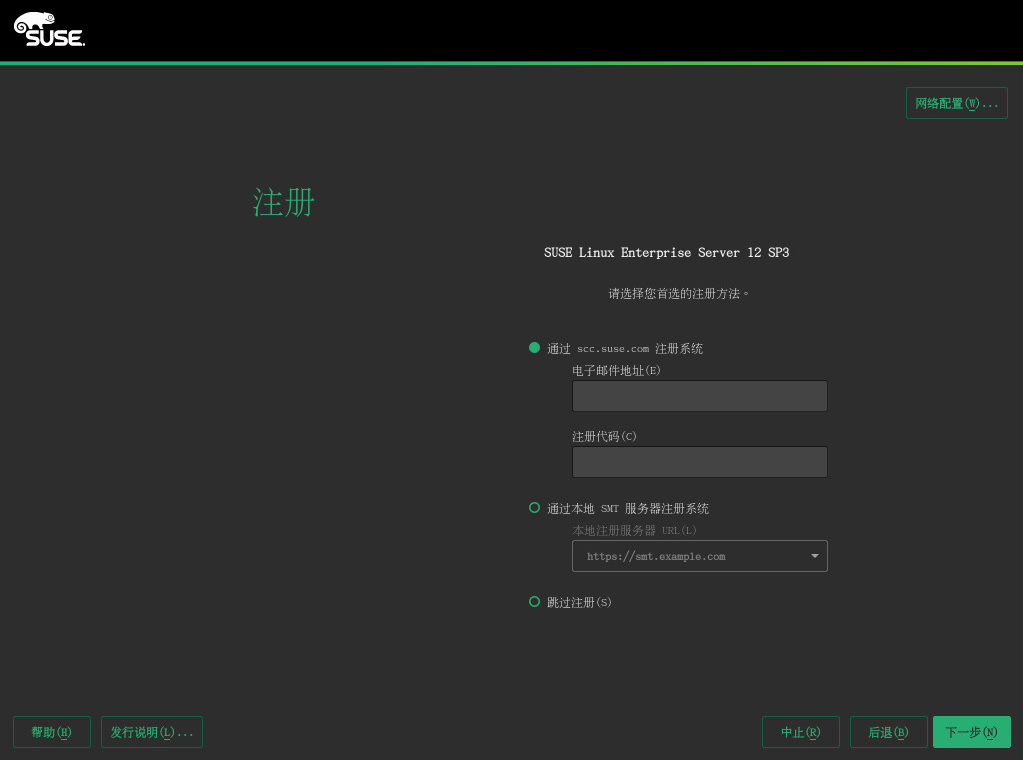 SUSE
网络配置(W)...
注册
SUSE Linux Enterprise Server 12 SP3
请选择您首选的注册方法。
通过 scc.suse.com 注册系统
电子邮件地址(E)
注册代码(C)
通过本地 SMT 服务器注册系统
本地注册服务器 URL(L)
https://smt.example.com
跳过注册(S)
帮助(H) 发行说明(L)... 中止(R) 后退(B) 下一步(N)